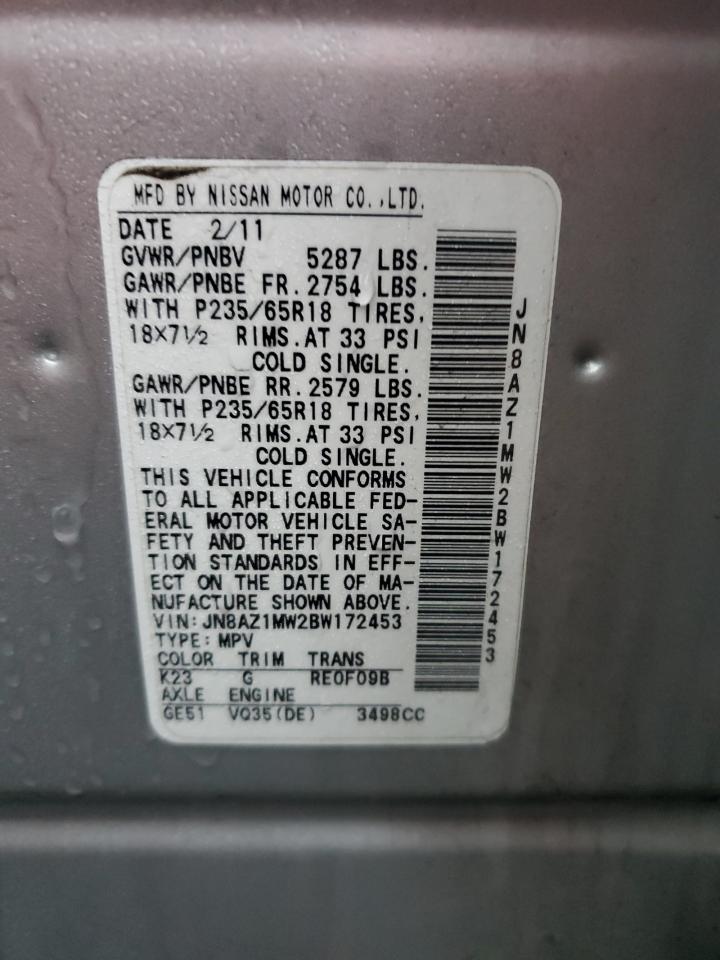 MFD BY NISSAN MOTOR CO.,LTD.
DATE 2/11
GVWR/PNBV 5287 LBS.
GAWR/PNBE FR. 2754 LBS.
WITH P235/65R18 TIRES,
18×7½ RIMS.AT 33 PSI
COLD SINGLE.
GAWR/PNBE RR. 2579 LBS.
WITH P235/65R18 TIRES,
18×7½ RIMS.AT 33 PSI
COLD SINGLE.
THIS VEHICLE CONFORMS
TO ALL APPLICABLE FED-
ERAL MOTOR VEHICLE SA-
FETY AND THEFT PREVEN-
TION STANDARDS IN EFF-
ECT ON THE DATE OF MA-
NUFACTURE SHOWN ABOVE.
VIN:JN8AZ1MW2BW172453
TYPE: MPV
COLOR TRIM TRANS
K23 G RE0F09B
AXLE ENGINE
GE51 VQ35(DE) 3498CC
JN8AZ1MW2BW172453